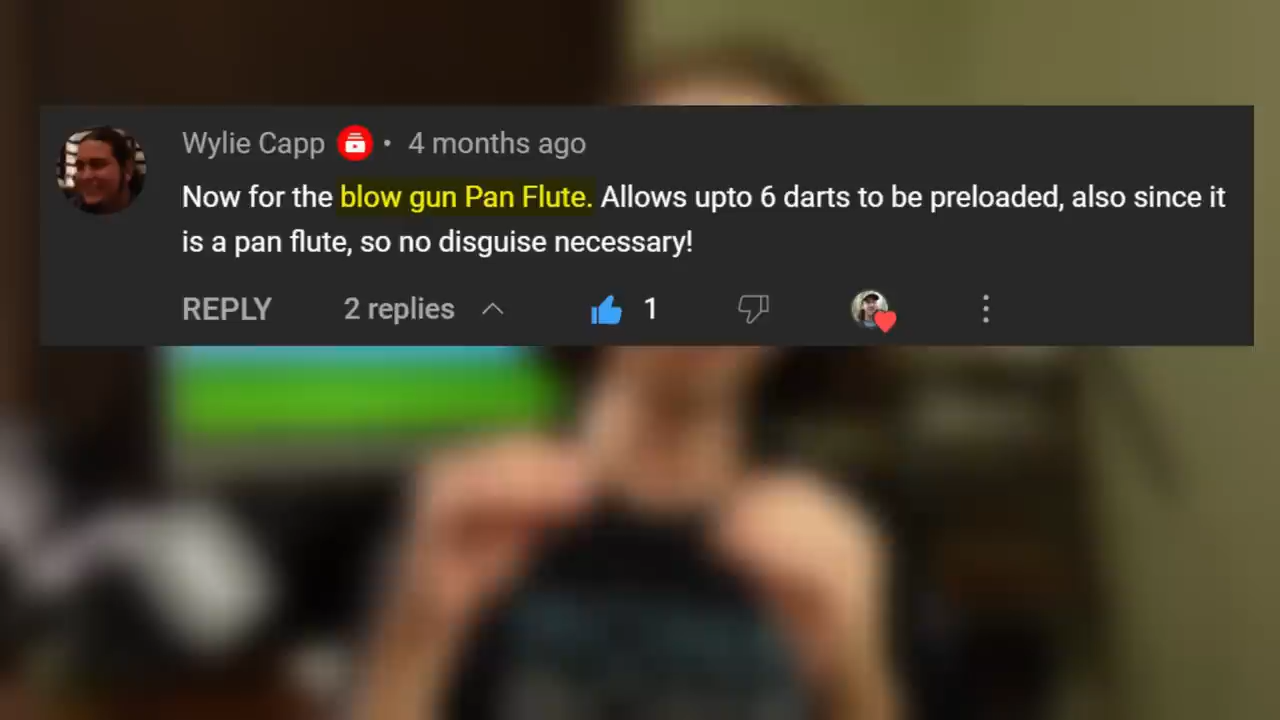 Wylie Capp • 4 months ago
Now for the blow gun Pan Flute. Allows upto 6 darts to be preloaded, also since it
is a pan flute, so no disguise necessary!
REPLY 2 replies 1